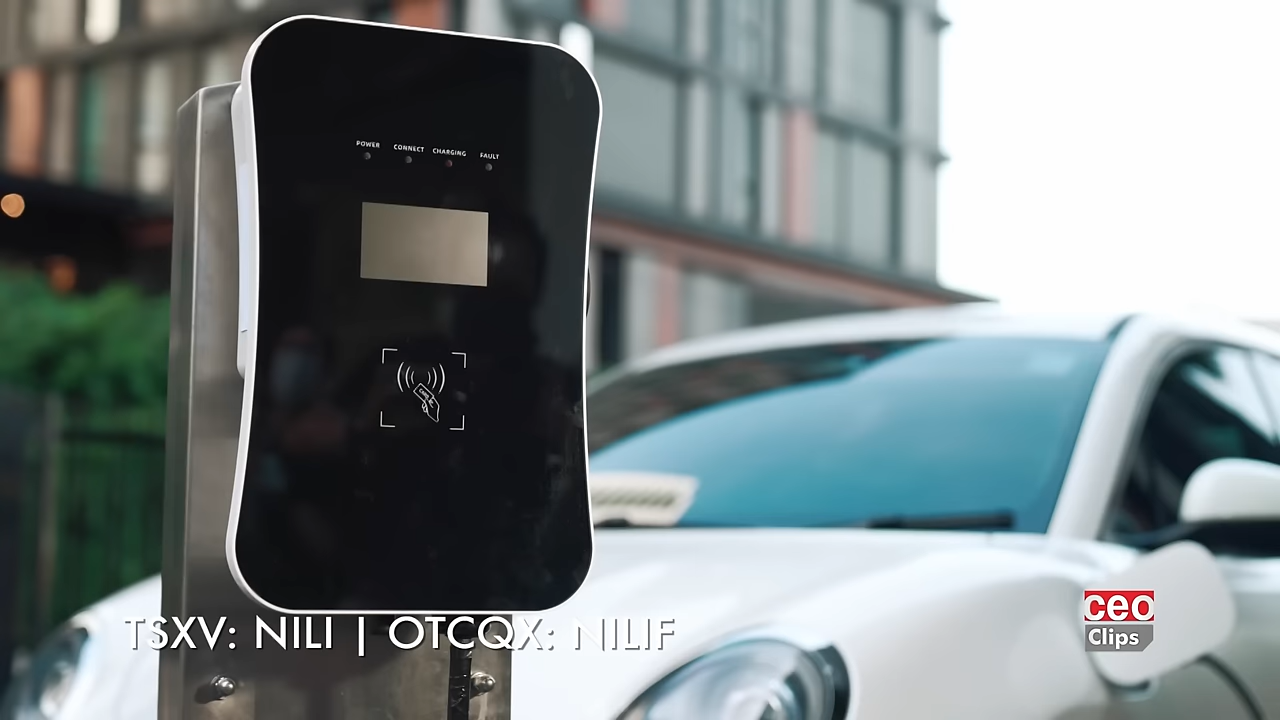 POWER CONNECT CHARGING FAULT
TSXV: NILI | OTCQX: NILIF
ceo
Clips